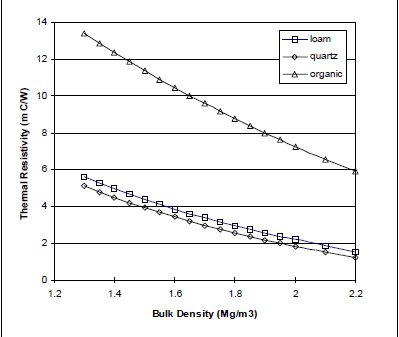 14
12
10
8
6
4
2
0
Thermal Resistivity (m C/W)
loam
quartz
organic
1.2 1.4 1.6 1.8 2 2.2
Bulk Density (Mg/m3)